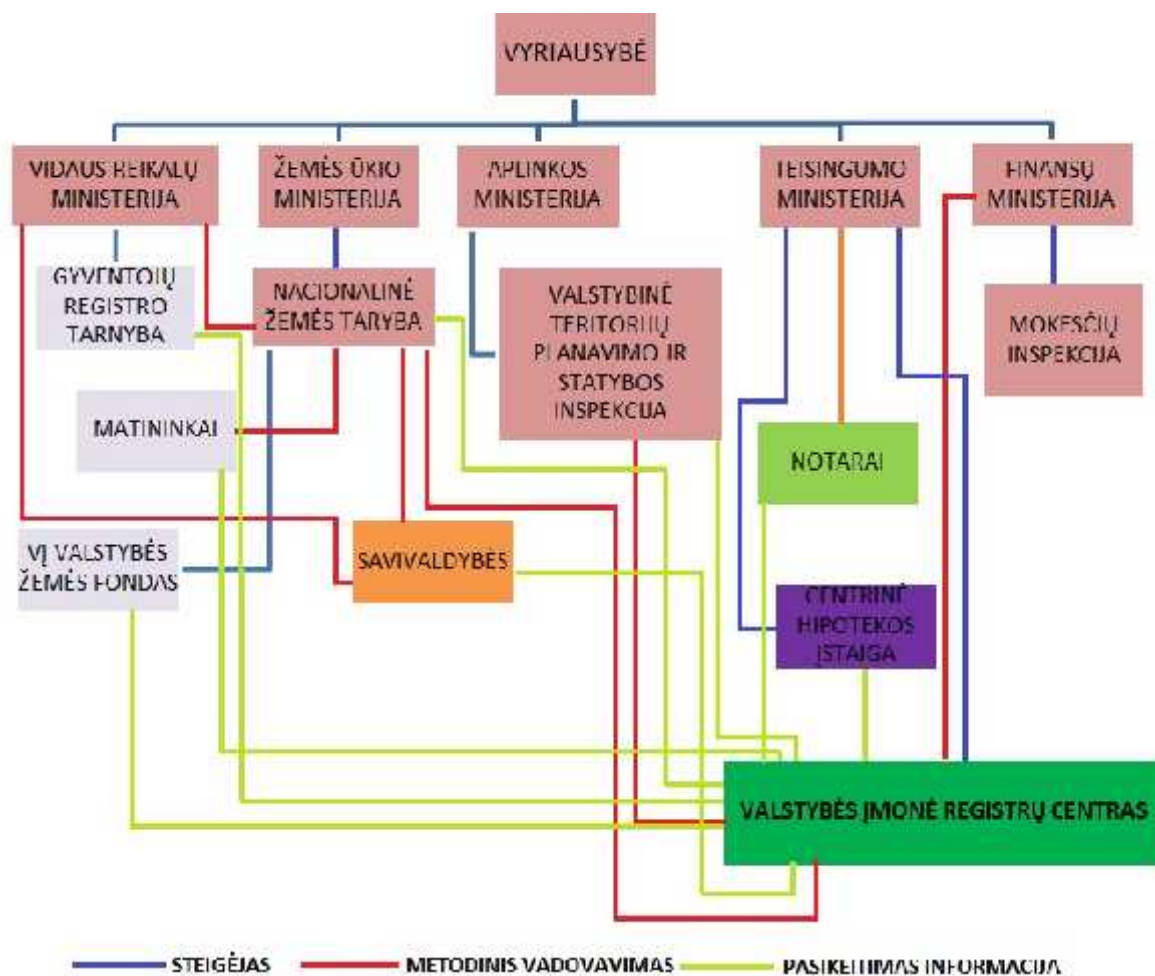 VYRIAUSYBĖ
VIDAUS REIKALŲ
MINISTERIJA
ŽEMĖS ŪKIO
MINISTERIJA
APLINKOS
MINISTERIJA
TEISINGUMO
MINISTERIJA
FINANSŲ
MINISTERIJA
GYVENTOJŲ
REGISTRO
TARNYBA
NACIONALINĖ
ŽEMĖS TARYBA
VALSTYBINĖ
TERITORIJŲ
PLANAVIMO IR
STATYBOS
INSPEKCIJA
MOKESČIŲ
INSPEKCIJA
MATININKAI
NOTARAI
VĮ VALSTYBĖS
ŽEMĖS FONDAS
SAVIVALDYBĖS
CENTRINĖ
HIPOTEKOS
ĮSTAIGA
VALSTYBĖS ĮMONĖ REGISTRŲ CENTRAS
STEIGĖJAS
METODINIS VADOVAVIMAS
PASIKEITIMAS INFORMACIJA